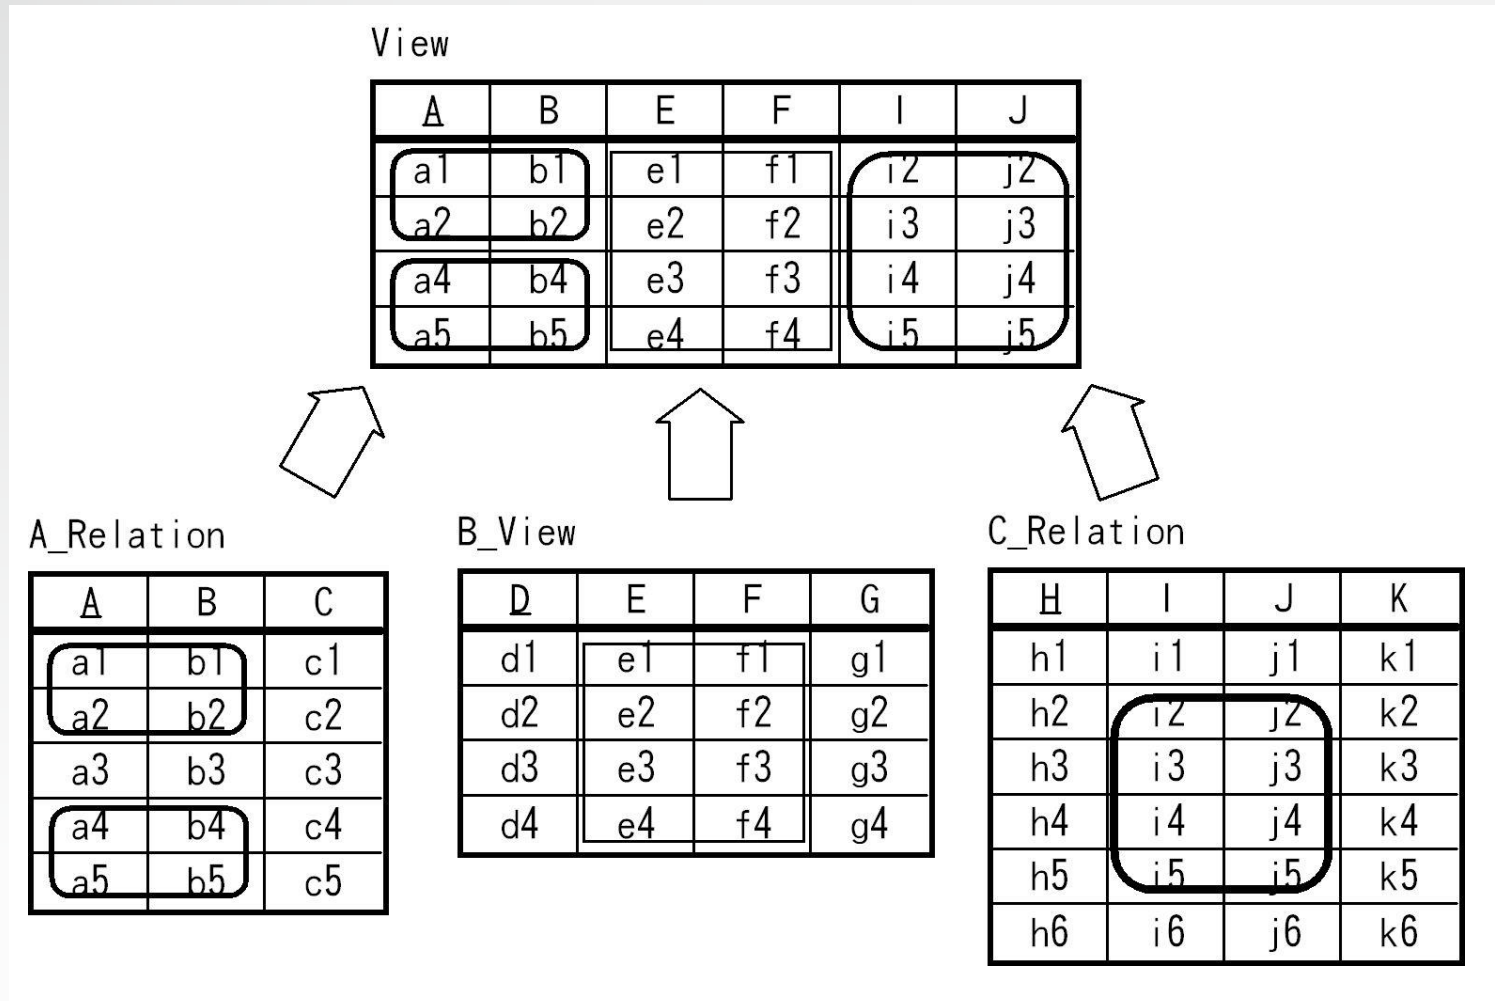 View
A B E F I J
a1 b1 e1 f1 i2 j2
a2 b2 e2 f2 i3 j3
a4 b4 e3 f3 i4 j4
a5 b5 e4 f4 i5 j5
A_Relation
A B C
a1 b1 c1
a2 b2 c2
a3 b3 c3
a4 b4 c4
a5 b5 c5
B_View
D E F G
d1 e1 f1 g1
d2 e2 f2 g2
d3 e3 f3 g3
d4 e4 f4 g4
C_Relation
H I J K
h1 i1 j1 k1
h2 i2 j2 k2
h3 i3 j3 k3
h4 i4 j4 k4
h5 i5 j5 k5
h6 i6 j6 k6